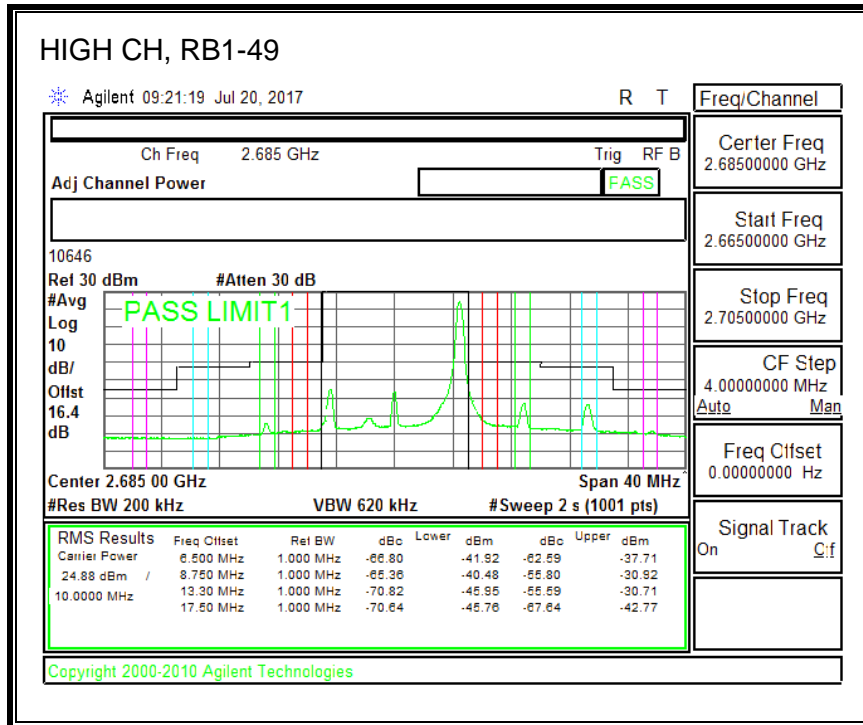 HIGH CH, RB1-49
Agilent 09:21:19 Jul 20, 2017 R T
Freq/Channel
Ch Freq 2.685 GHz Trig RF B
Adj Channel Power FASS
Center Freq
2.68500000 GHz
Start Freq
2.66500000 GHz
Stop Freq
2.70500000 GHz
CF Step
4.00000000 MHz
Auto Man
Freq Offset
0.00000000 Hz
Signal Track
On Off
10646
Ref 30 dBm #Atten 30 dB
#Avg
Log
10
dB/
Offst
16.4
dB
PASS LIMIT1
Center 2.685 00 GHz Span 40 MHz
#Res BW 200 kHz VBW 620 kHz #Sweep 2 s (1001 pts)
RMS Results Freq Offset Ref BW dBc Lower dBm dBc Upper dBm
Carrier Power 6.500 MHz 1.000 MHz -66.80 -41.92 -62.59 -37.71
24.88 dBm / 8.750 MHz 1.000 MHz -65.36 -40.48 -55.80 -30.92
10.0000 MHz 13.30 MHz 1.000 MHz -70.82 -45.95 -55.59 -30.71
17.50 MHz 1.000 MHz -70.64 -45.76 -67.64 -42.77
Copyright 2000-2010 Agilent Technologies